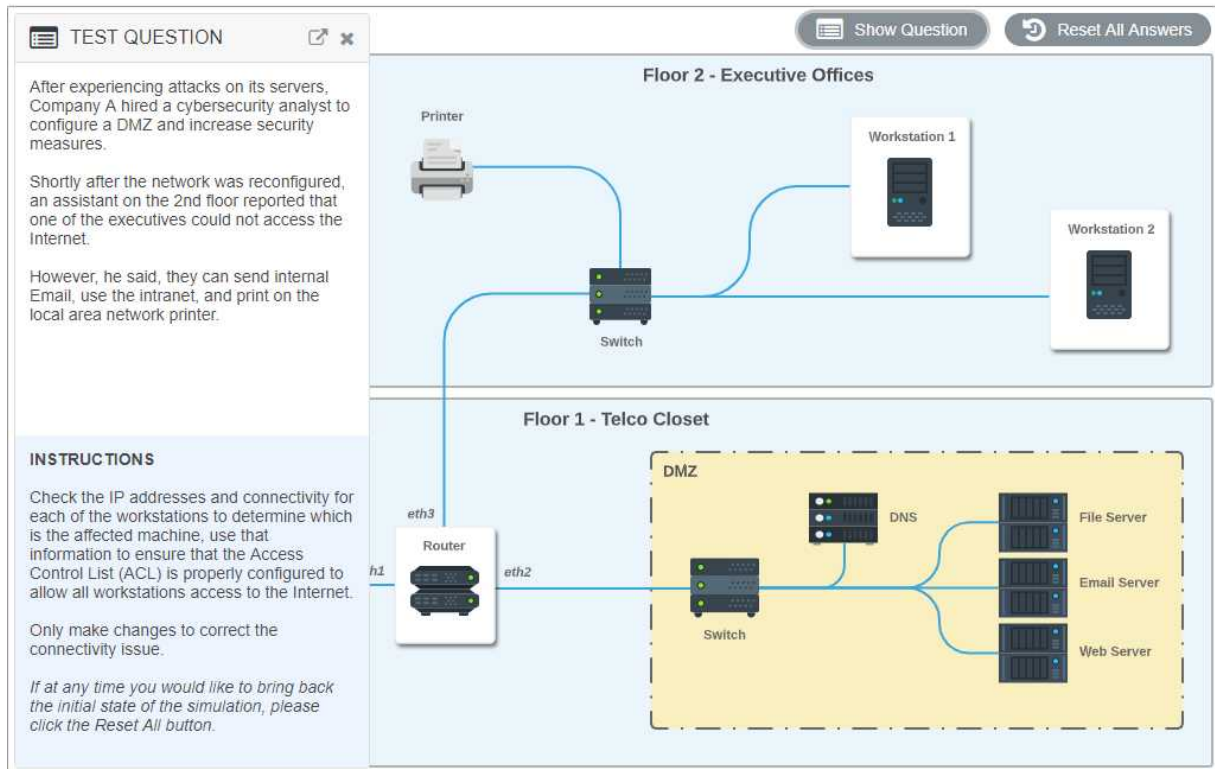 TEST QUESTION
After experiencing attacks on its servers,
Company A hired a cybersecurity analyst to
configure a DMZ and increase security
measures.
Shortly after the network was reconfigured,
an assistant on the 2nd floor reported that
one of the executives could not access the
Internet.
However, he said, they can send internal
Email, use the intranet, and print on the
local area network printer.
INSTRUCTIONS
Check the IP addresses and connectivity for
each of the workstations to determine which
is the affected machine, use that
information to ensure that the Access
Control List (ACL) is properly configured to
allow all workstations access to the Internet.
Only make changes to correct the
connectivity issue.
If at any time you would like to bring back
the initial state of the simulation, please
click the Reset All button.
Show Question
Reset All Answers
Floor 2 - Executive Offices
Printer
Workstation 1
Workstation 2
Switch
Floor 1 - Telco Closet
eth3
Router
h1
eth2
DMZ
DNS
File Server
Email Server
Switch
Web Server